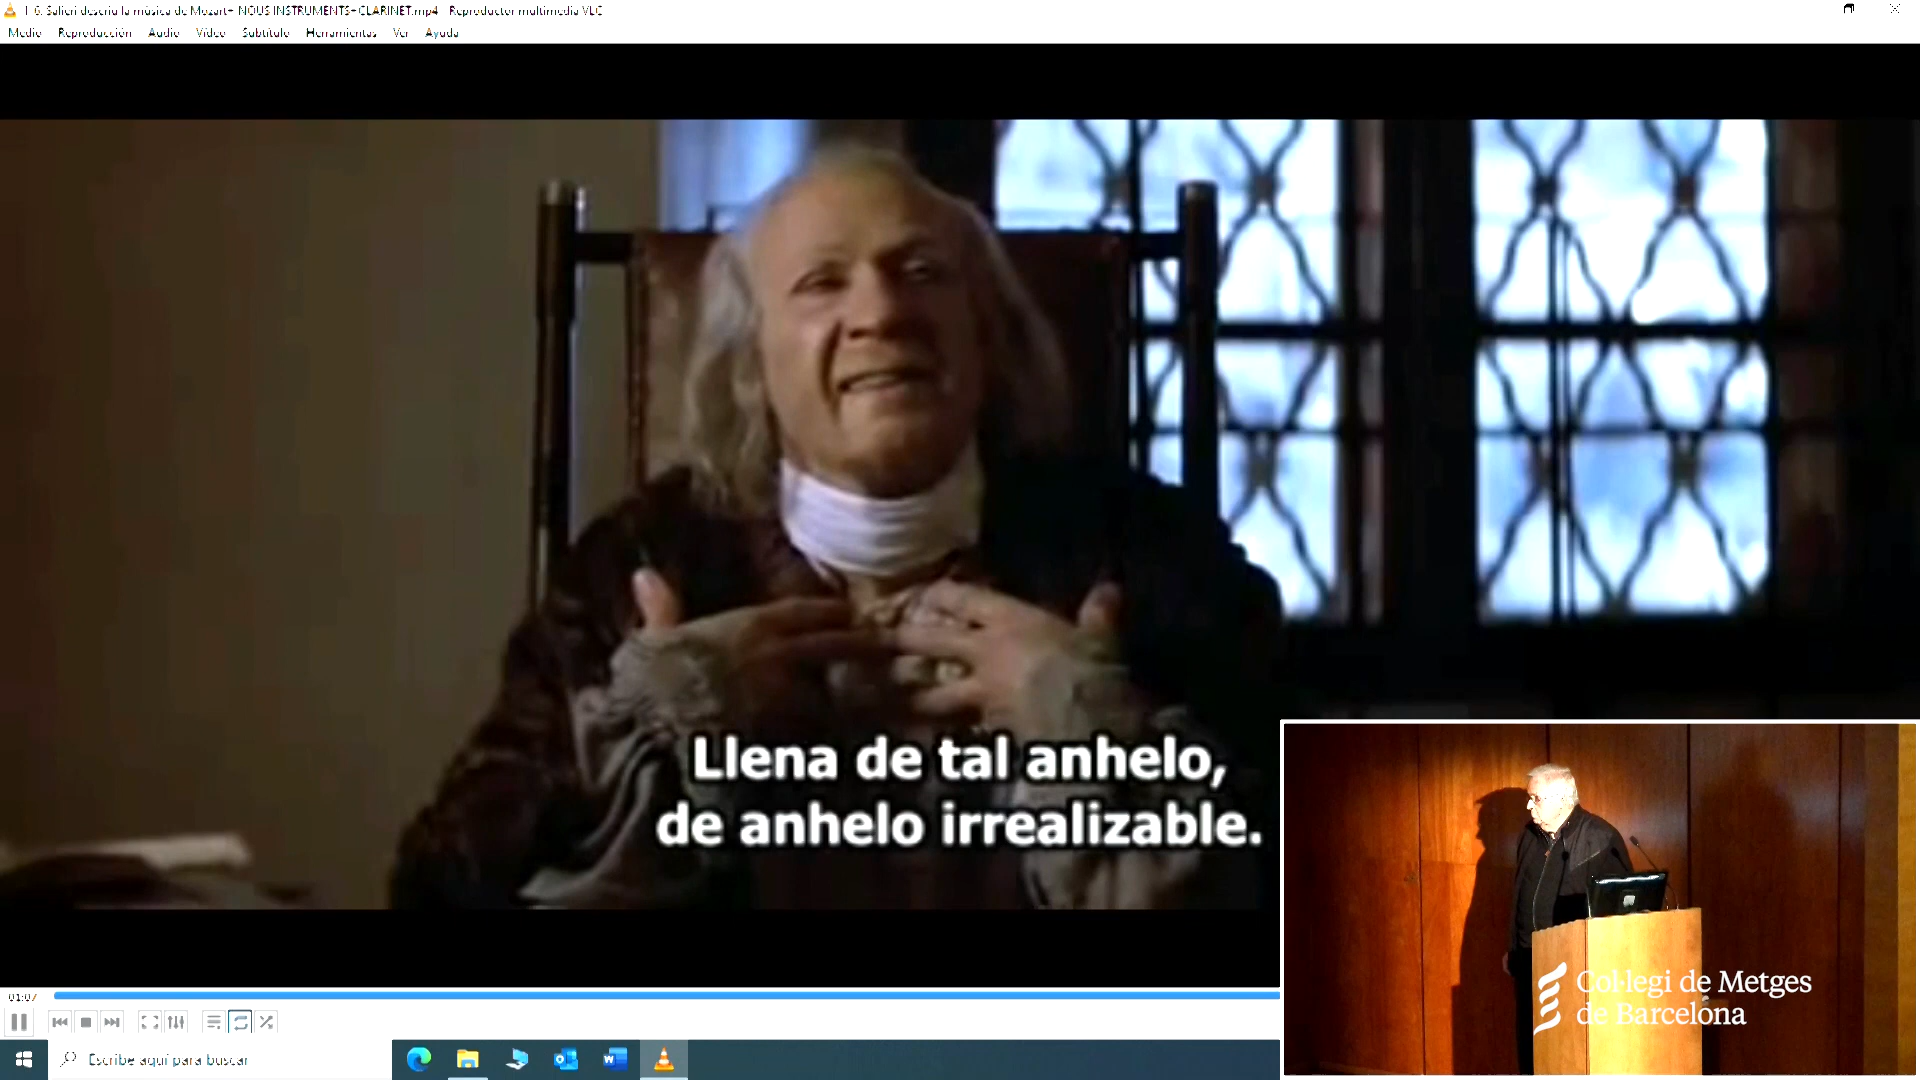 1-6. Salieri descriu la música de Mozart+ NOUS INSTRUMENTS+CLARINET.mp4 - Reproductor multimedia VLC
Medio Reproducción Audio Vídeo Subtítulo Herramientas Ver Ayuda
Llena de tal anhelo,
de anhelo irrealizable.
Col·legi de Metges
de Barcelona
01:07
Escribe aquí para buscar